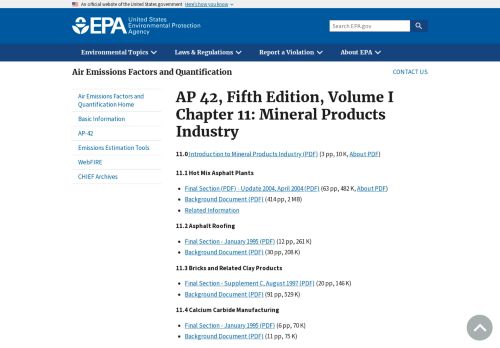 An official website of the United States government Here's how you know
EPA United States Environmental Protection Agency
Search EPA.gov
Environmental Topics
Laws & Regulations
Report a Violation
About EPA
Air Emissions Factors and Quantification
CONTACT US
Air Emissions Factors and Quantification Home
Basic Information
AP-42
Emissions Estimation Tools
WebFIRE
CHIEF Archives
AP 42, Fifth Edition, Volume I
Chapter 11: Mineral Products
Industry
11.0 Introduction to Mineral Products Industry (PDF) (3 pp, 10 K, About PDF)
11.1 Hot Mix Asphalt Plants
Final Section (PDF) - Update 2004, April 2004 (PDF) (63 pp, 482 K, About PDF)
Background Document (PDF) (414 pp, 2 MB)
Related Information
11.2 Asphalt Roofing
Final Section - January 1995 (PDF) (12 pp, 261 K)
Background Document (PDF) (30 pp, 208 K)
11.3 Bricks and Related Clay Products
Final Section - Supplement C, August 1997 (PDF) (20 pp, 146 K)
Background Document (PDF) (91 pp, 529 K)
11.4 Calcium Carbide Manufacturing
Final Section - January 1995 (PDF) (6 pp, 70 K)
Background Document (PDF) (11 pp, 75 K)